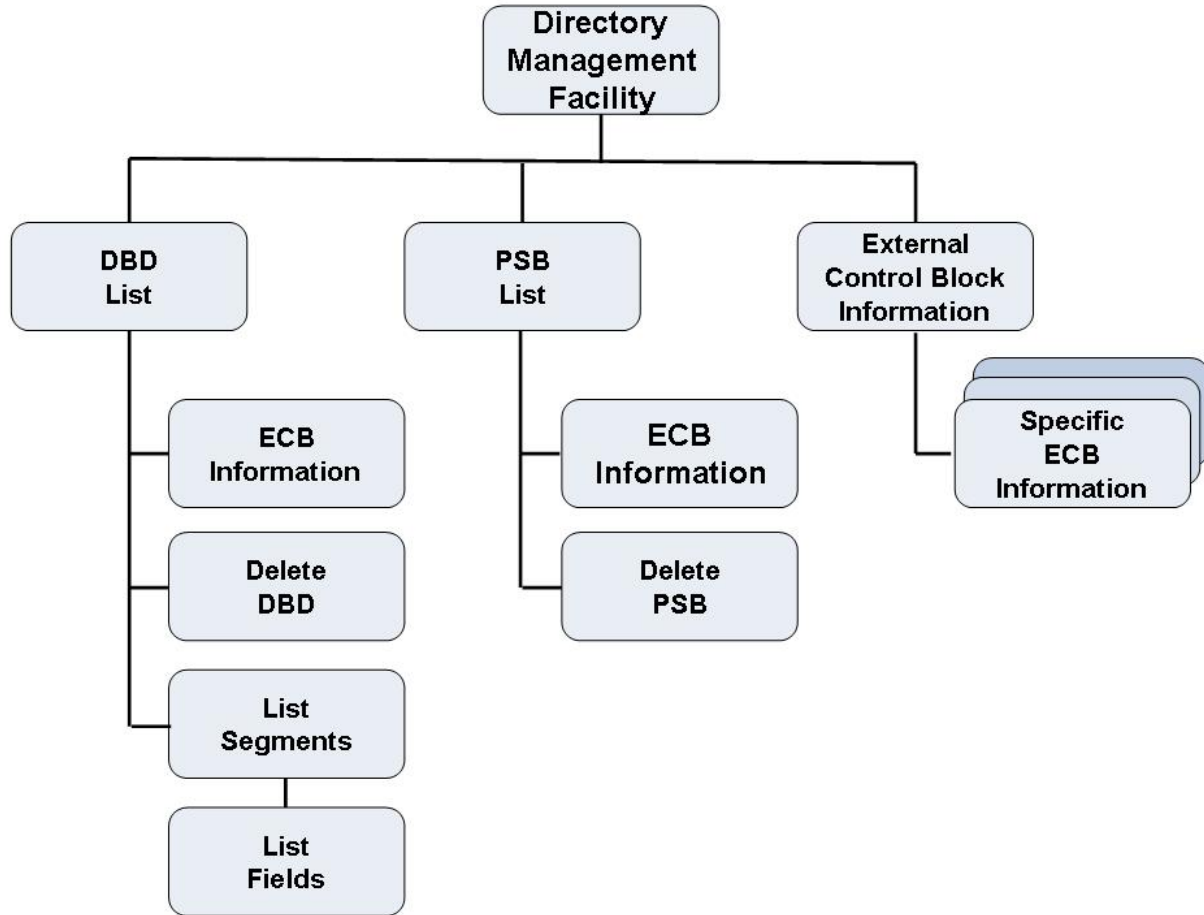 Directory
Management
Facility
DBD
List
PSB
List
External
Control Block
Information
ECB
Information
Delete
DBD
List
Segments
List
Fields
ECB
Information
Delete
PSB
Specific
ECB
Information